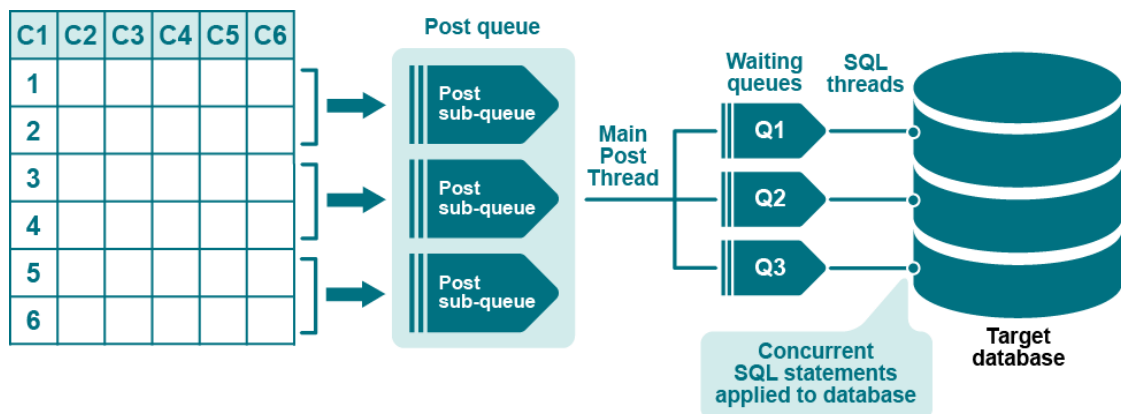 C1 C2 C3 C4 C5 C6
1
2
3
4
5
6
Post queue
Post
sub-queue
Post
sub-queue
Post
sub-queue
Main
Post
Thread
Waiting
queues
Q1
Q2
Q3
SQL
threads
Concurrent
SQL statements
applied to database
Target
database